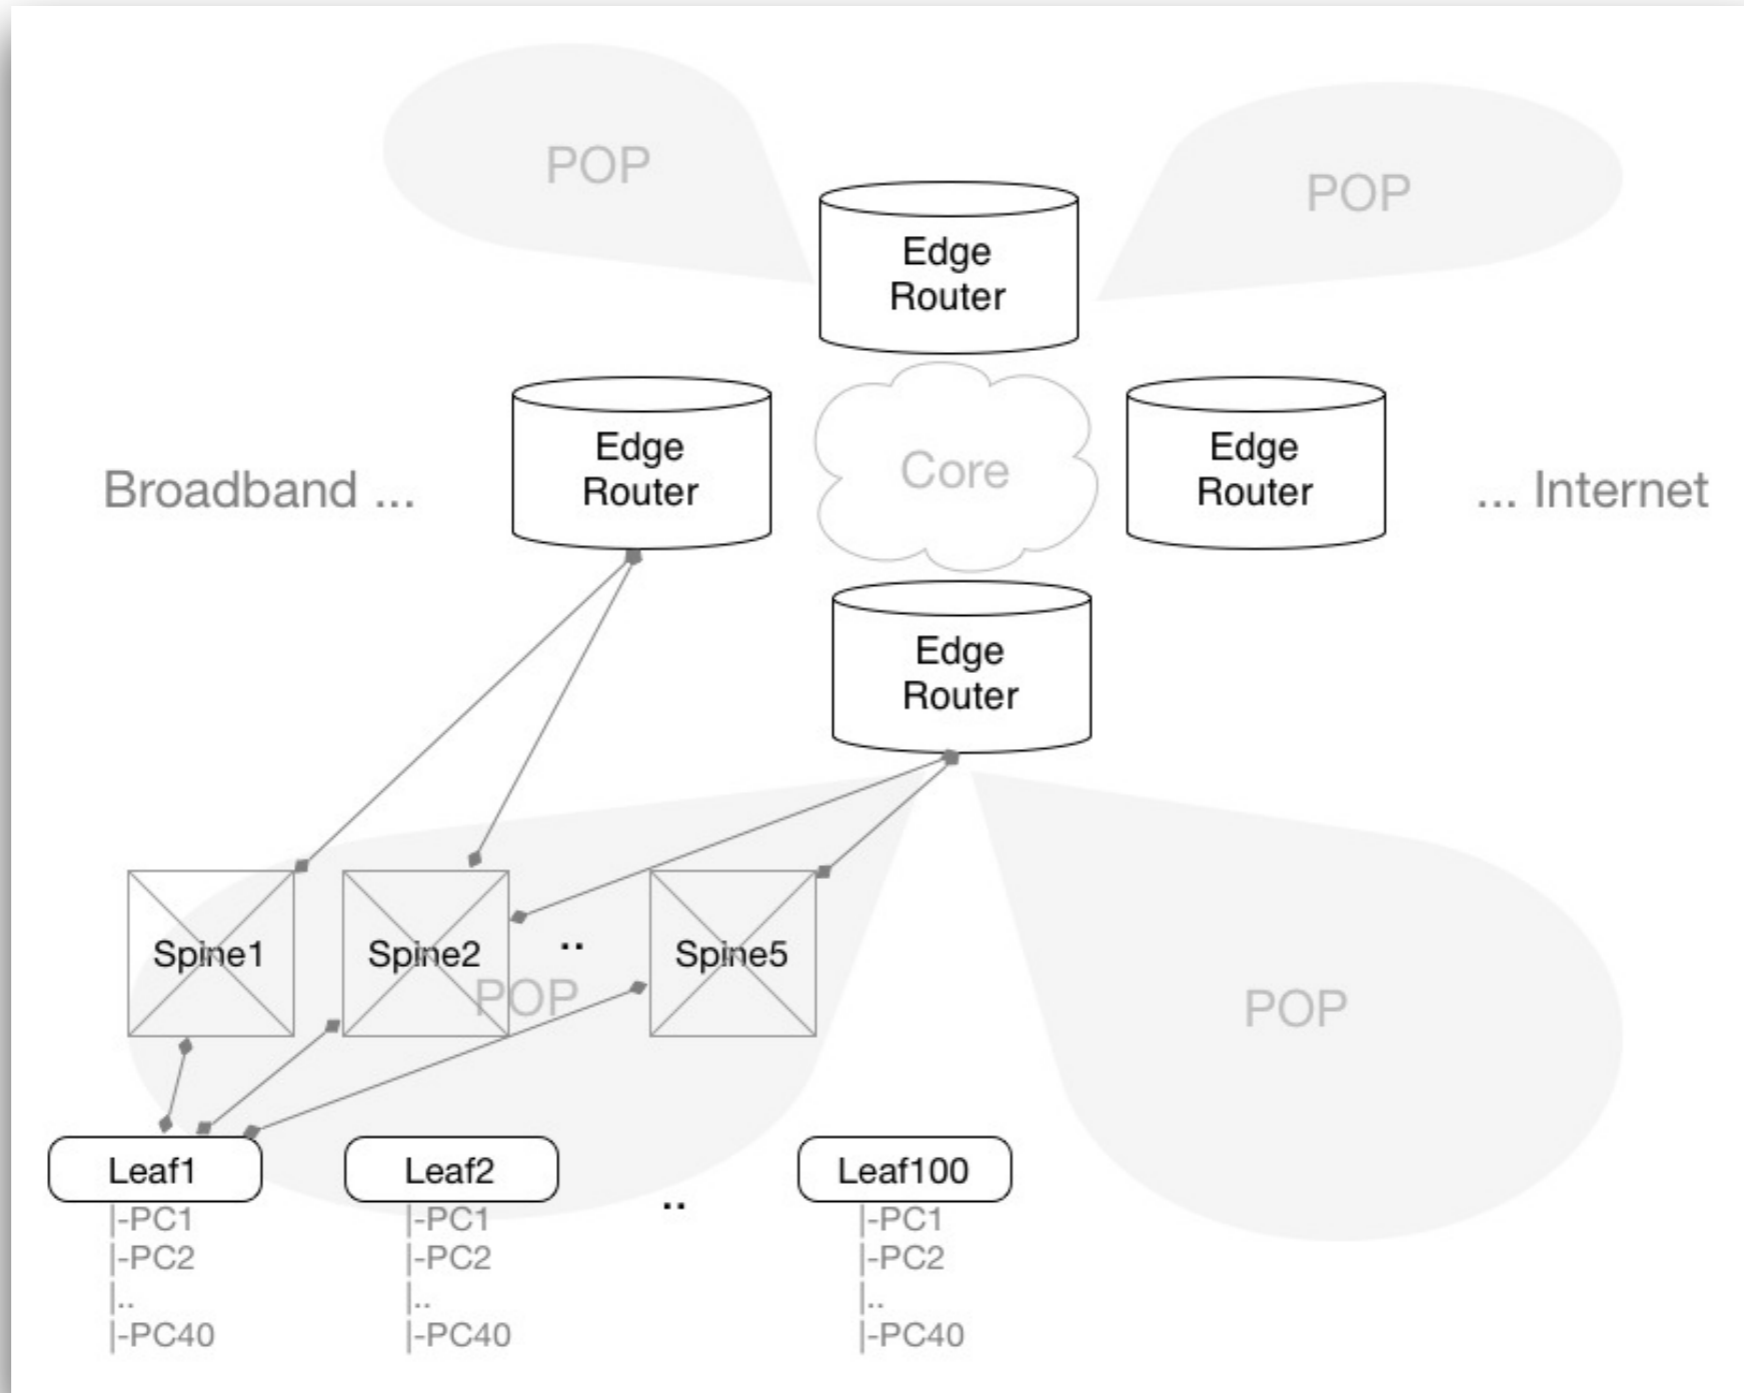 POP
POP
Edge
Router
Edge
Router
Core
Edge
Router
Broadband ...
... Internet
Edge
Router
Spine1
Spine2
..
Spine5
POP
POP
Leaf1
Leaf2
..
Leaf100
|-PC1
|-PC2
|..
|-PC40
|-PC1
|-PC2
|..
|-PC40
|-PC1
|-PC2
|..
|-PC40